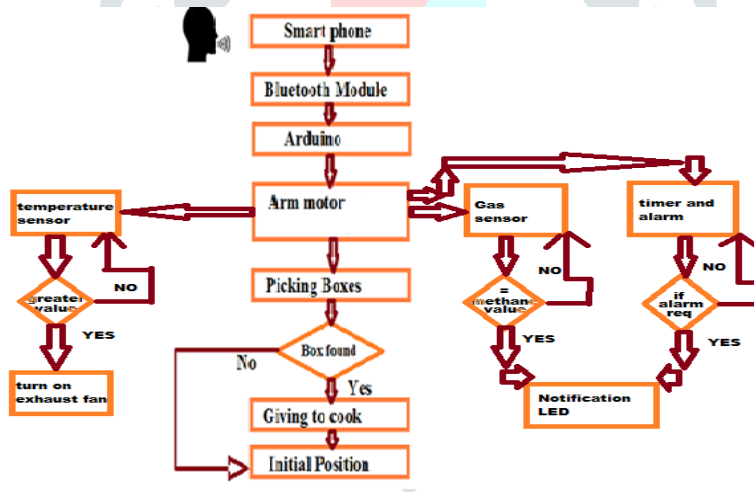 Smart phone
Bluetooth Module
Arduino
Arm motor
temperature
sensor
Gas
sensor
timer and
alarm
NO
greater
value
YES
turn on
exhaust fan
Picking Boxes
Box found
No
Yes
Giving to cook
Initial Position
NO
=
methane
value
YES
NO
if
alarm
req
YES
Notification
LED